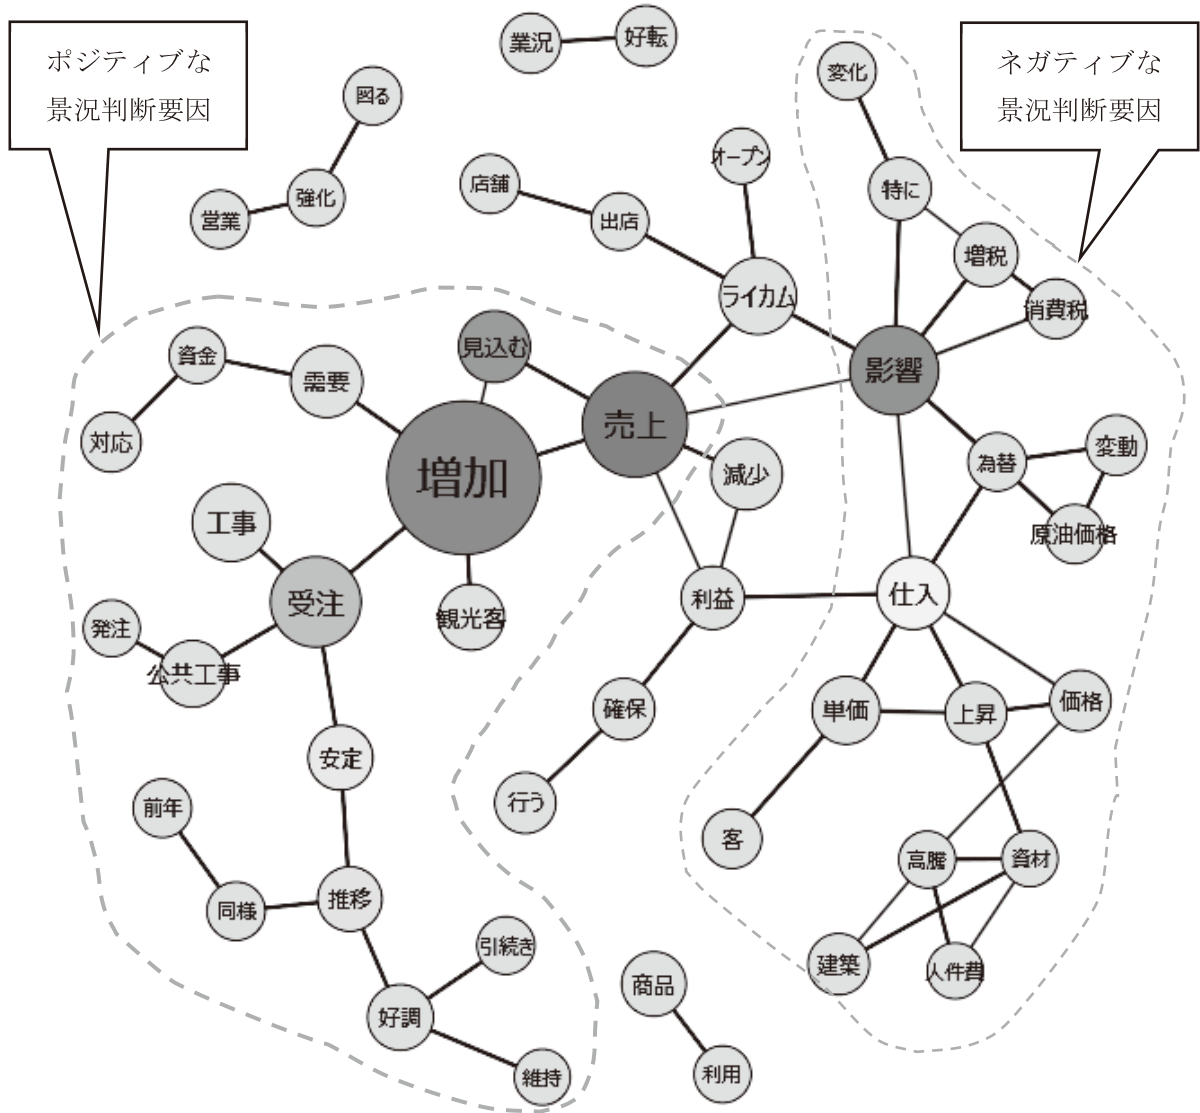 ポジティブな
景況判断要因
ネガティブな
景況判断要因
業況
好転
図る
強化
営業
変化
オープン
店舗
出店
特に
増税
ライカム
消費税
資金
需要
見込む
影響
対応
増加
売上
減少
為替
変動
原油価格
工事
受注
観光客
利益
仕入
発注
公共工事
確保
単価
上昇
価格
安定
行う
客
前年
同様
推移
高騰
資材
引続き
建築
人件費
商品
好調
維持
利用